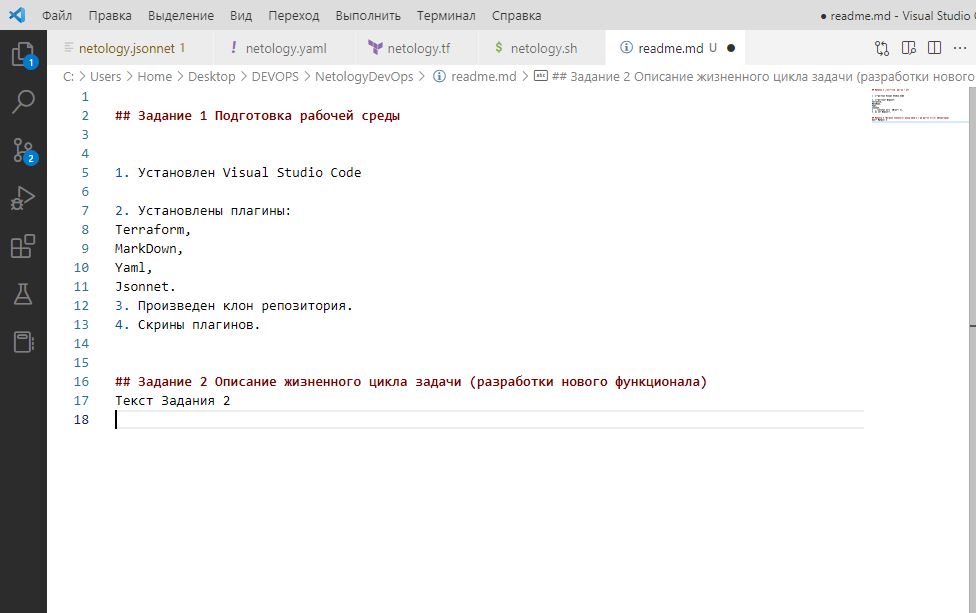 Файл Правка Выделение Вид Переход Выполнить Терминал Справка ● readme.md - Visual Studio
netology.jsonnet 1 ! netology.yaml netology.tf $ netology.sh readme.md U ●
C: > Users > Home > Desktop > DEVOPS > NetologyDevOps > readme.md > abc ## Задание 2 Описание жизненного цикла задачи (разработки нового
1
2 ## Задание 1 Подготовка рабочей среды
3
4
5 1. Установлен Visual Studio Code
6
7 2. Установлены плагины:
8 Terraform,
9 MarkDown,
10 Yaml,
11 Jsonnet.
12 3. Произведен клон репозитория.
13 4. Скрины плагинов.
14
15
16 ## Задание 2 Описание жизненного цикла задачи (разработки нового функционала)
17 Текст Задания 2
18
1
2